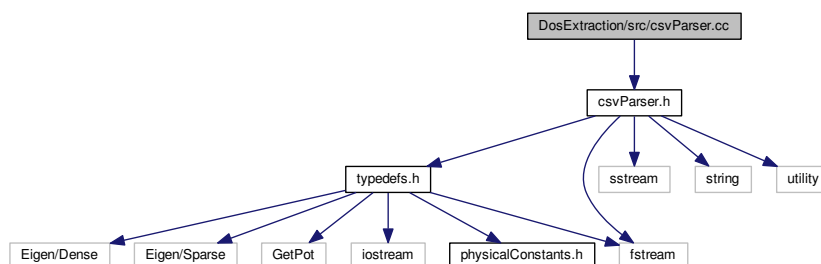 DosExtraction/src/csvParser.cc
csvParser.h
typedefs.h
sstream
string
utility
Eigen/Dense
Eigen/Sparse
GetPot
iostream
physicalConstants.h
fstream